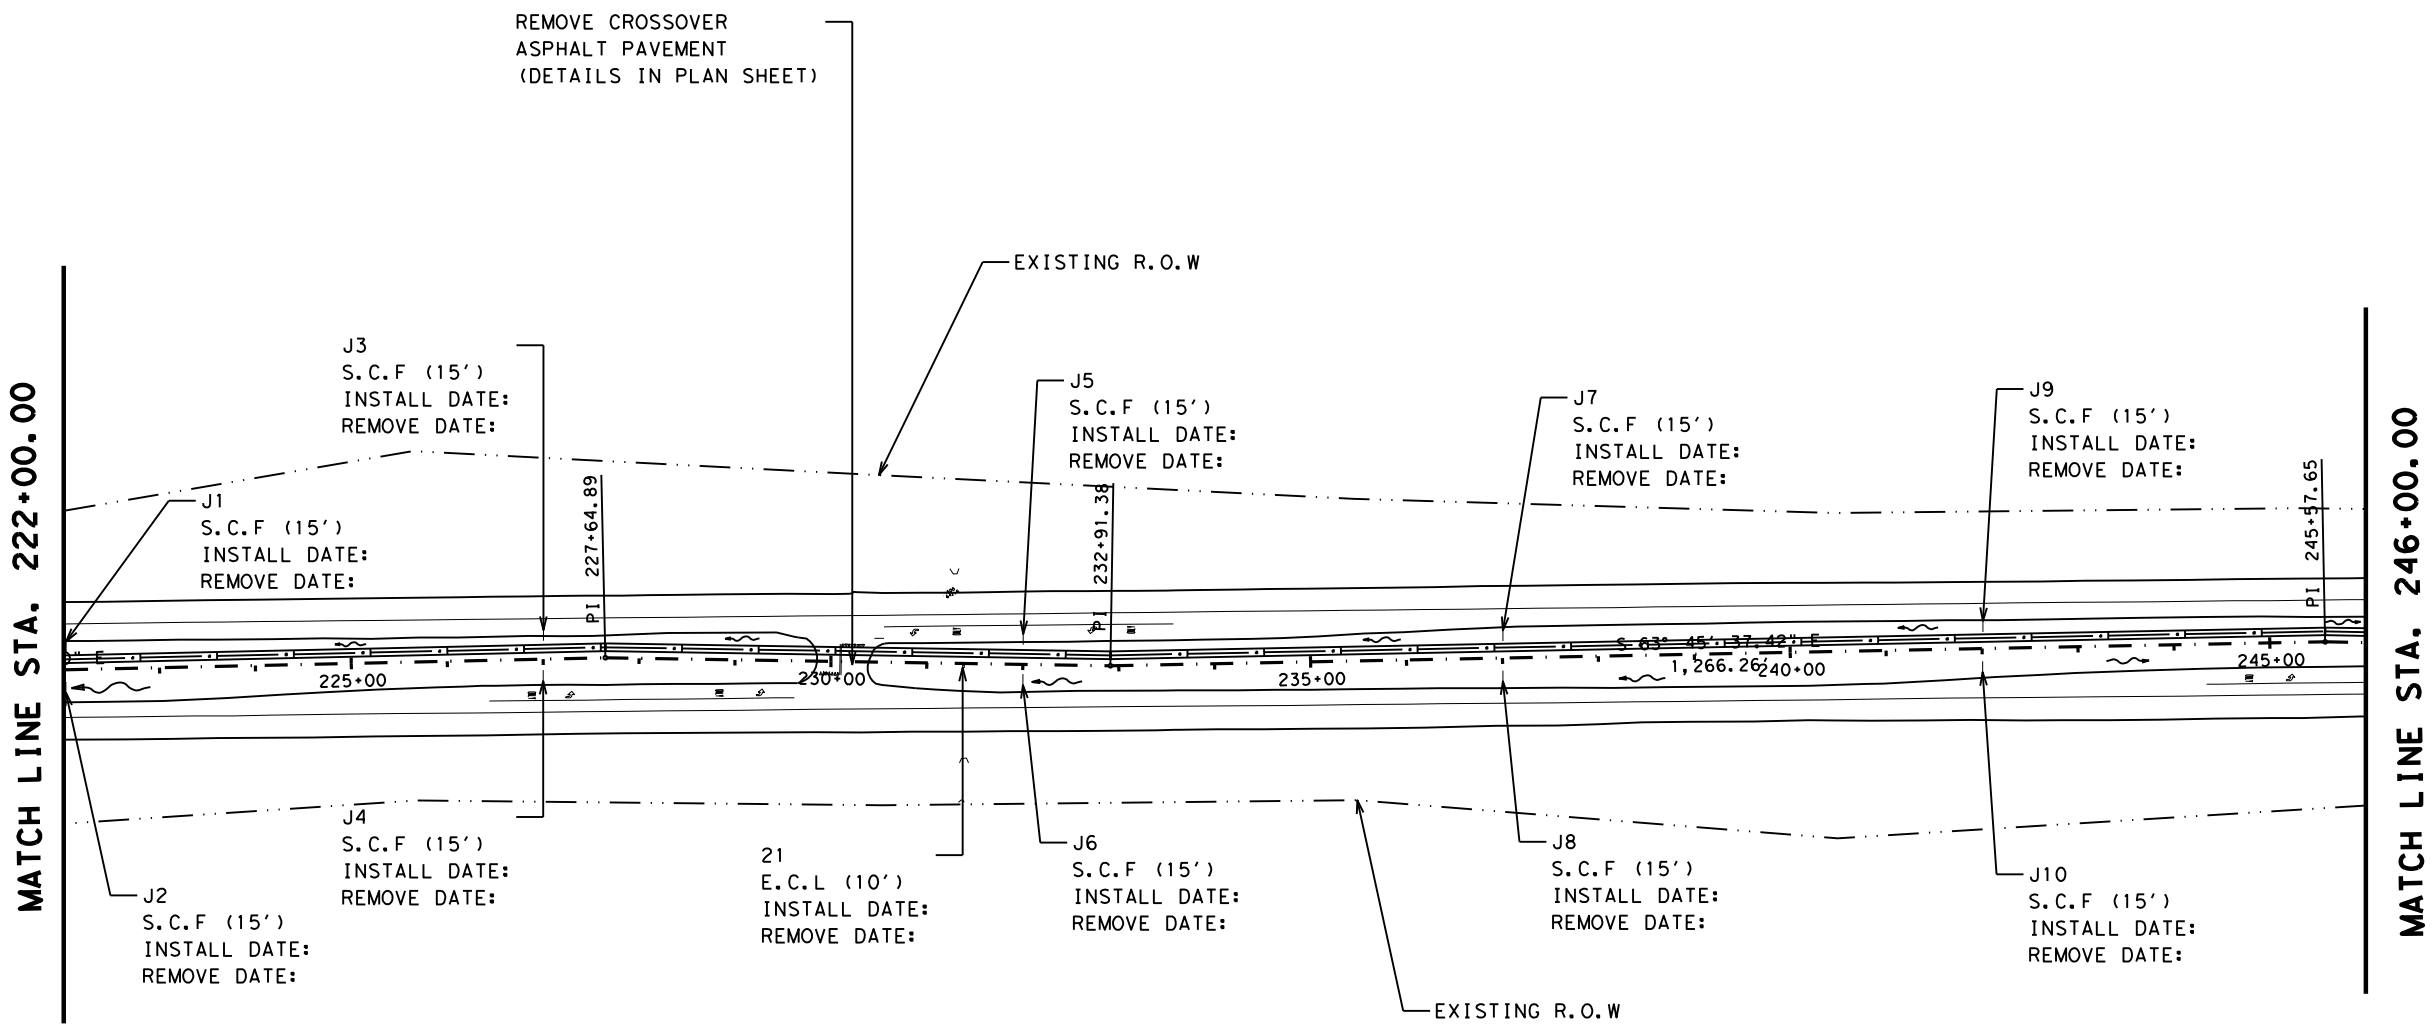 REMOVE CROSSOVER
ASPHALT PAVEMENT
(DETAILS IN PLAN SHEET)
EXISTING R.O.W
MATCH LINE STA. 222+00.00
J3
S.C.F (15')
INSTALL DATE:
REMOVE DATE:
J1
S.C.F (15')
INSTALL DATE:
REMOVE DATE:
PI 227+64.89
J5
S.C.F (15')
INSTALL DATE:
REMOVE DATE:
PI 232+91.38
J7
S.C.F (15')
INSTALL DATE:
REMOVE DATE:
J9
S.C.F (15')
INSTALL DATE:
REMOVE DATE:
PI 245+57.65
MATCH LINE STA. 246+00.00
" E
S 63° 45' 37.42" E
1,266.26'
225+00
230+00
235+00
240+00
245+00
J2
S.C.F (15')
INSTALL DATE:
REMOVE DATE:
J4
S.C.F (15')
INSTALL DATE:
REMOVE DATE:
21
E.C.L (10')
INSTALL DATE:
REMOVE DATE:
J6
S.C.F (15')
INSTALL DATE:
REMOVE DATE:
J8
S.C.F (15')
INSTALL DATE:
REMOVE DATE:
J10
S.C.F (15')
INSTALL DATE:
REMOVE DATE:
EXISTING R.O.W